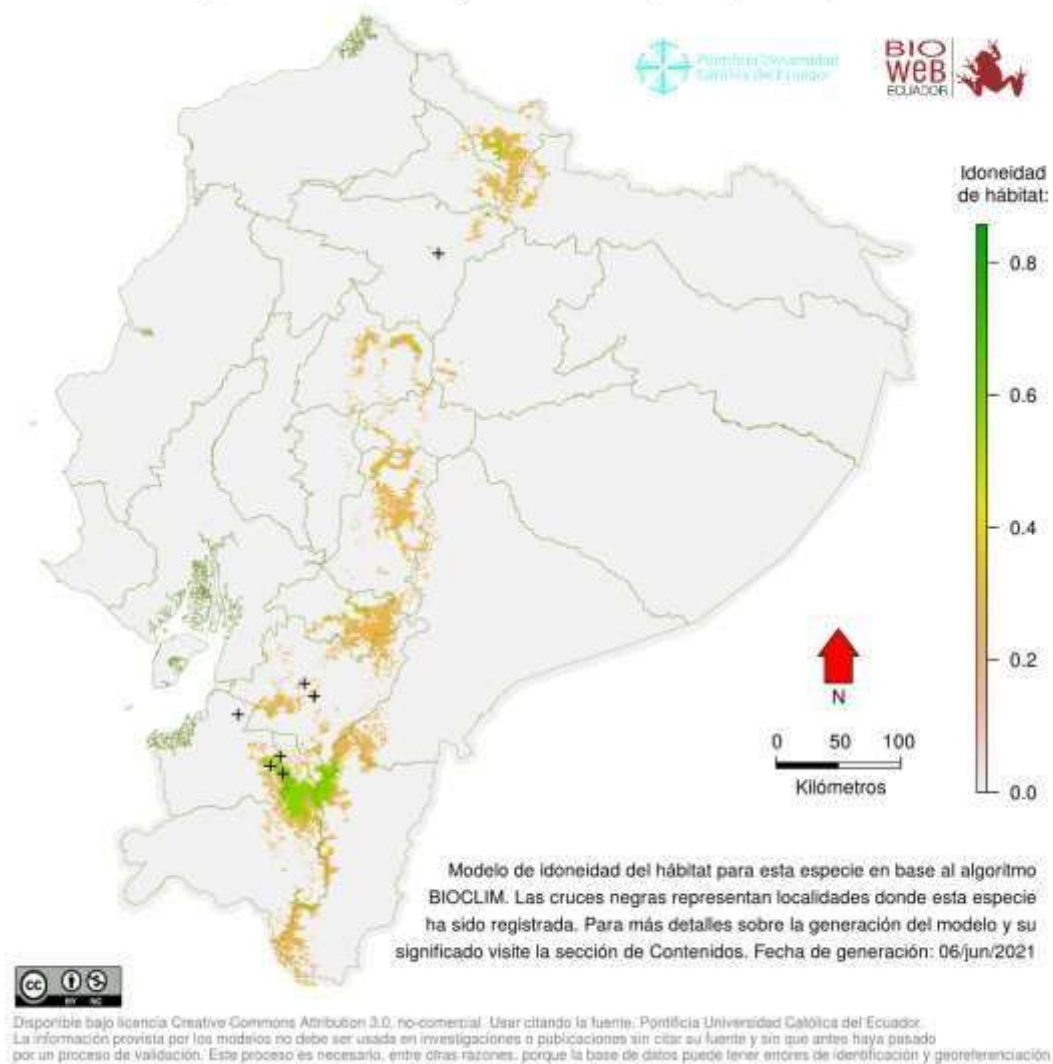 Pontificia Universidad
Católica del Ecuador
BIO
WEB
ECUADOR
Idoneidad
de hábitat:
0.8
0.6
0.4
0.2
0.0
N
0 50 100
Kilómetros
Modelo de idoneidad del hábitat para esta especie en base al algoritmo
BIOCLIM. Las cruces negras representan localidades donde esta especie
ha sido registrada. Para más detalles sobre la generación del modelo y su
significado visite la sección de Contenidos. Fecha de generación: 06/jun/2021
cc
BY NC
Disponible bajo licencia Creative Commons Attribution 3.0, no-comercial. Usar citando la fuente: Pontificia Universidad Católica del Ecuador.
La información provista por los modelos no debe ser usada en investigaciones o publicaciones sin citar su fuente y sin que antes haya pasado
por un proceso de validación. Este proceso es necesario, entre otras razones, porque la base de datos puede tener errores de identificación y georeferenciación